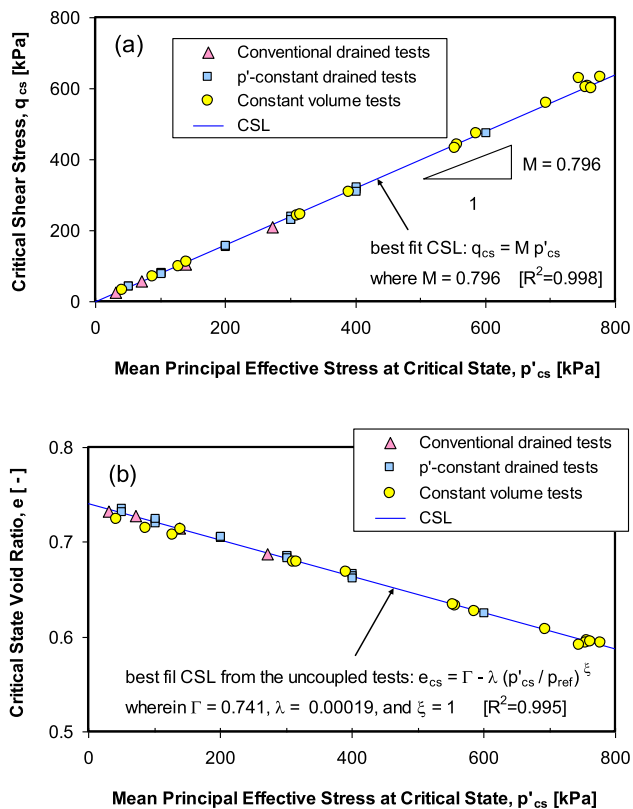 (a)
Conventional drained tests
p'-constant drained tests
Constant volume tests
CSL
800
600
400
200
0
Critical Shear Stress, q cs [kPa]
M = 0.796
1
best fit CSL: qcs = M p'cs
where M = 0.796 [R2=0.998]
0 200 400 600 800
Mean Principal Effective Stress at Critical State, p'cs [kPa]
(b)
Conventional drained tests
p'-constant drained tests
Constant volume tests
CSL
0.8
0.7
0.6
0.5
Critical State Void Ratio, e [ - ]
best fil CSL from the uncoupled tests: ecs = Γ - λ (p'cs / pref) ξ
wherein Γ = 0.741, λ = 0.00019, and ξ = 1 [R2=0.995]
0 200 400 600 800
Mean Principal Effective Stress at Critical State, p'cs [kPa]